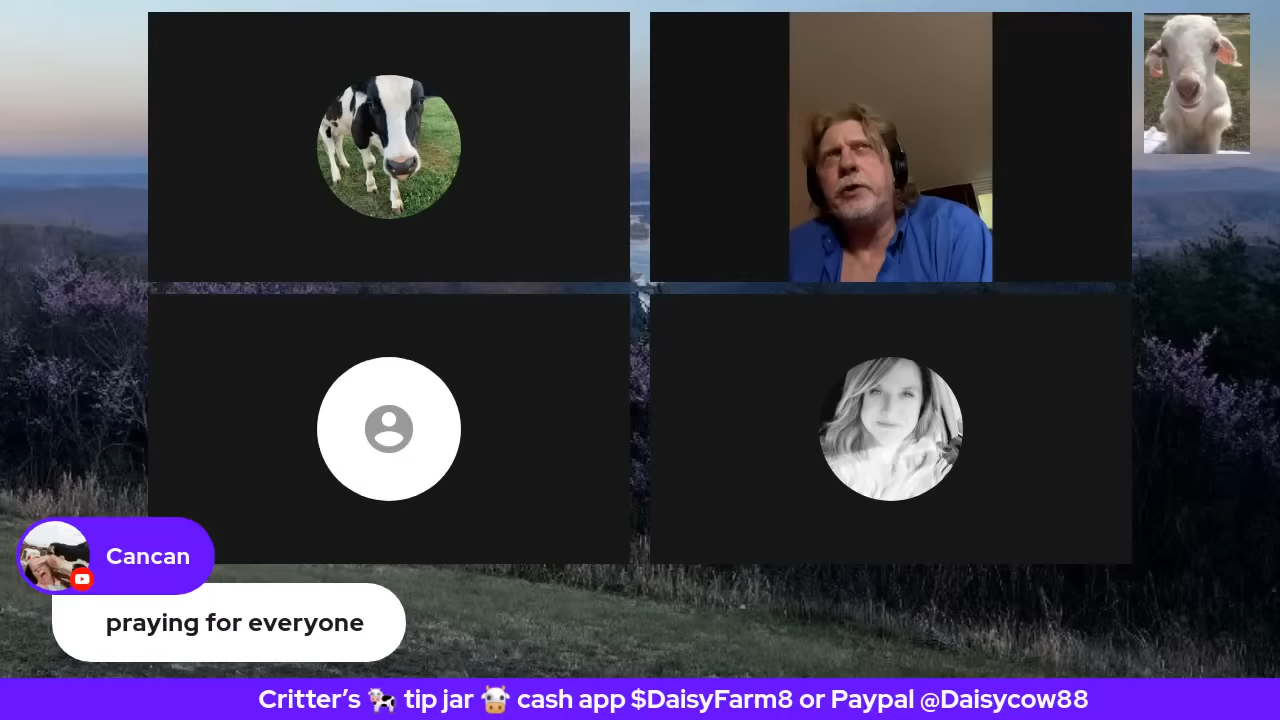 Cancan
praying for everyone
Critter's 🐄 tip jar 🐮 cash app $DaisyFarm8 or Paypal @Daisycow88